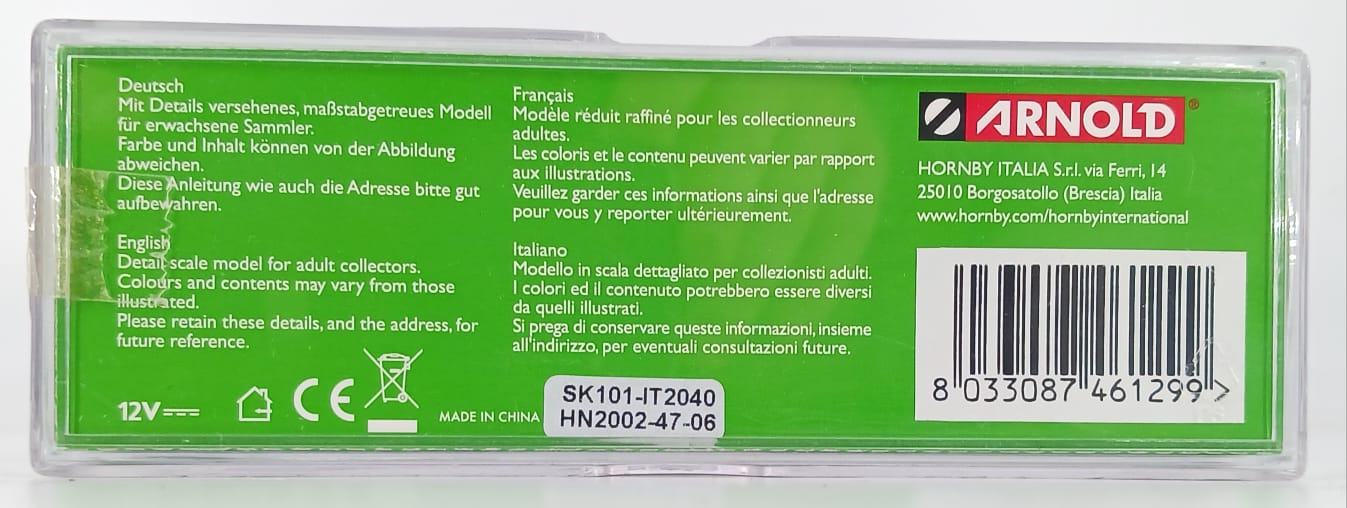 Deutsch
Mit Details versehenes, maßstabgetreues Modell
für erwachsene Sammler.
Farbe und Inhalt können von der Abbildung
abweichen.
Diese Anleitung wie auch die Adresse bitte gut
aufbewahren.
English
Detail scale model for adult collectors.
Colours and contents may vary from those
illustrated.
Please retain these details, and the address, for
future reference.
12V
CE
MADE IN CHINA
Français
Modèle réduit raffiné pour les collectionneurs
adultes.
Les coloris et le contenu peuvent varier par rapport
aux illustrations.
Veuillez garder ces informations ainsi que l'adresse
pour vous y reporter ultérieurement.
Italiano
Modello in scala dettagliato per collezionisti adulti.
I colori ed il contenuto potrebbero essere diversi
da quelli illustrati.
Si prega di conservare queste informazioni, insieme
all'indirizzo, per eventuali consultazioni future.
SK101-IT2040
HN2002-47-06
ARNOLD®
HORNBY ITALIA S.r.l. via Ferri, 14
25010 Borgosatollo (Brescia) Italia
www.hornby.com/hornbyinternational
8 033087 461299 >